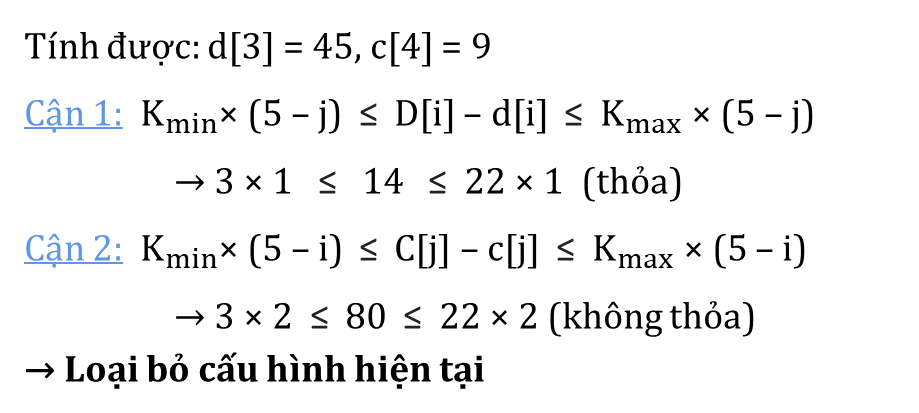 Tính được: d[3] = 45, c[4] = 9
Cận 1: Kmin× (5 – j) ≤ D[i] – d[i] ≤ Kmax × (5 – j)
→ 3 × 1 ≤ 14 ≤ 22 × 1 (thỏa)
Cận 2: Kmin× (5 – i) ≤ C[j] – c[j] ≤ Kmax × (5 – i)
→ 3 × 2 ≤ 80 ≤ 22 × 2 (không thỏa)
→ Loại bỏ cấu hình hiện tại